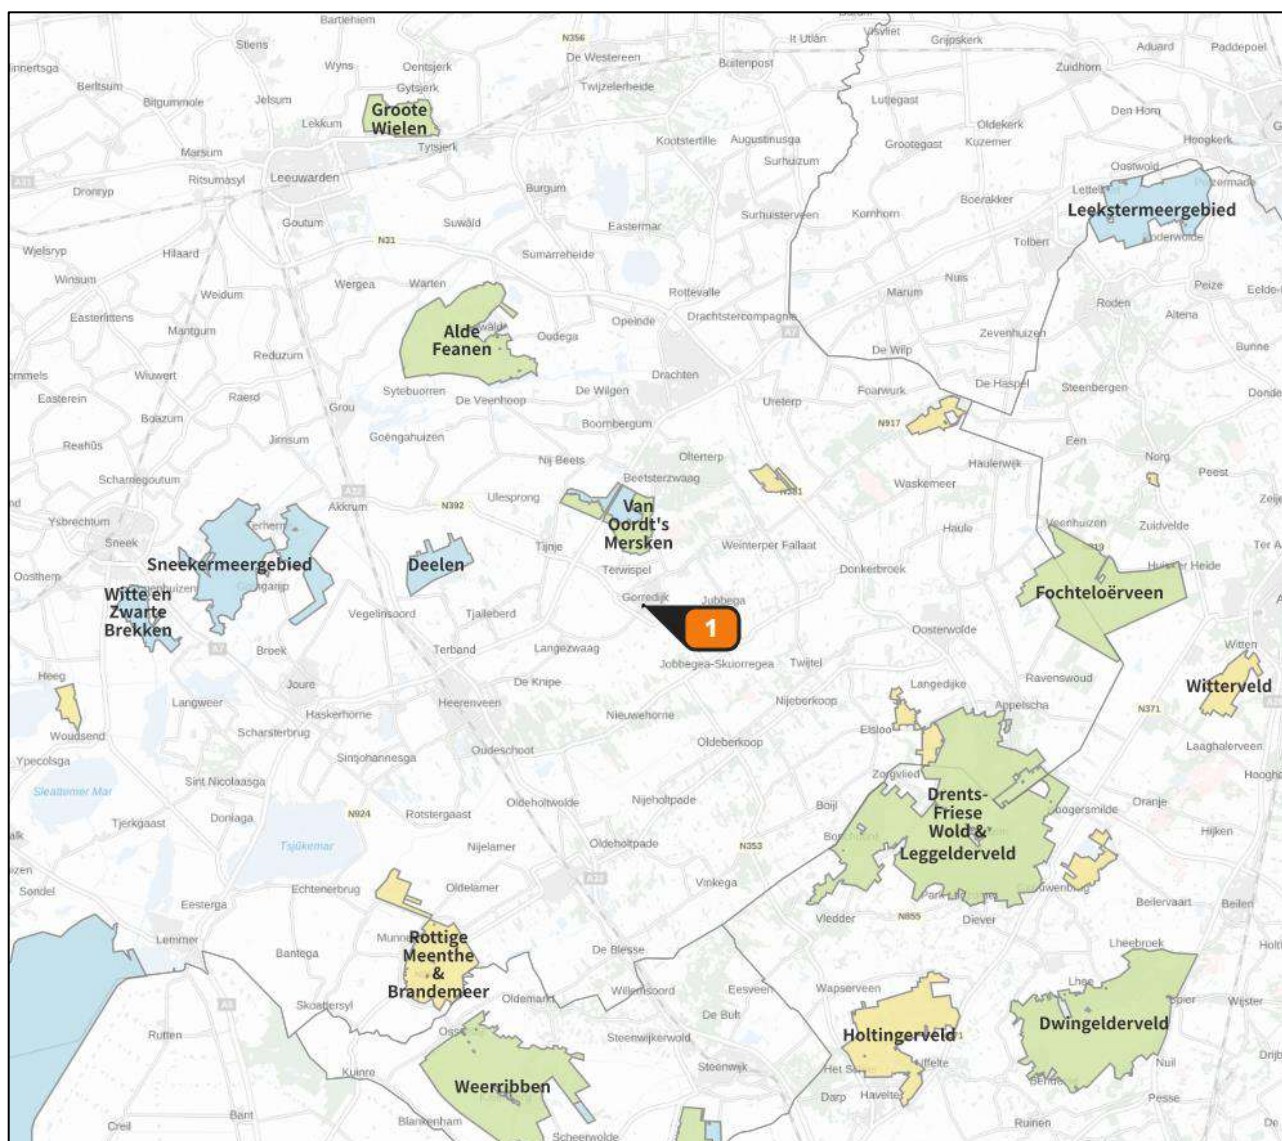 Bartlehiem
Stiens
N356
It Utlân
Visvliet
Grijpskerk
Aduard
Paddepoel
Wyns
Oentsjerk
De Westereen
Buitenpost
Zuidhorn
Berltsum
Bitgummole
Jelsum
Gytsjerk
Twijzelerheide
Lutjegast
Den Horn
Lekkum
Groote
Wielen
Oldekerk
Marsum
Tytsjerk
Kootstertille
Augustinusga
Grootegast
Kuzemer
Hoogkerk
Surhuizum
Oostwold
Dronryp
Ritsumasyl
Leeuwarden
Burgum
Boerakker
Leekstermeergebied
Goutum
Suwâld
Eastermar
Surhuisterveen
Kornhorn
N31
Tolbert
Wjelsryp
Hilaard
Sumarreheide
Winsum
Wergea
Warten
Rottevalle
Marum
Nuis
Peize
Weidum
Roden
Easterlittens
Mantgum
Opeinde
Drachtstercompagnie
Altena
Alde
Feanen
Oudega
A7
Zevenhuizen
Reduzum
De Wilp
Bunne
Wiuwert
Drachten
De Haspel
Easterein
Raerd
Sytebuorren
De Wilgen
Foarwurk
Steenbergen
De Veenhoop
Ureterp
Bolazum
Grou
Boornbergum
N917
Jirnsum
Goëngahuizen
Een
Reahûs
Olterterp
Norg
Nij Beets
Haulerwijk
Peest
Scharnegoutum
Beetsterzwaag
Waskemeer
Akkrum
Ulesprong
N381
Ysbrechtum
N392
Van
Oordt's
Mersken
Haule
Veenhuizen
Zuidvelde
Sneek
Tijnje
Weinterper Fallaat
Sneekermeergebied
Deelen
Terwispel
Donkerbroek
Oosthem
Witte en
Zwarte
Brekken
Gorredijk
Jubbega
Fochteloërveen
Vegelinsoord
Tjalleberd
1
Oosterwolde
Witten
Broek
Terband
Langezwaag
Jobbegea-Skuorregea
Twijtel
Heeg
Joure
De Knipe
Langedijke
Ravenswoud
Witterveld
Langweer
Heerenveen
Nijeberkoop
Appelscha
N371
Haskerhorne
Nieuwehorne
Woudsend
Scharsterbrug
Elsloo
Oldeberkoop
Laaghalerveen
Ypecolsga
Sintjohannesga
Oudeschoot
Sint Nicolaasga
Zorgvlied
Sleattemer Mar
Oldeholtwolde
Nijeholtpade
Boijl
Drents-
Friese
Wold &
Leggelderveld
Oranje
Tjerkgaast
Doniaga
N924
Rotstergaast
Hijken
Tsjûkemar
Nijelamer
Oldeholtpade
N353
Sondel
Echtenerbrug
Oldelamer
Vinkega
Eesterga
Vledder
N855
Diever
Beilervaart
Beilen
Lemmer
Bantega
Rottige
Meenthe
&
Brandemeer
De Blesse
Lheebroek
Skoattersyl
Oldemarkt
Willemsoord
Eesveen
Wapserveen
Lhee
Wijster
Rutten
De Bult
Holtingerveld
Dwingelderveld
Steenwijkerwold
Kuinre
Weerribben
Steenwijk
Uffelte
Nuil
Creil
Bant
Blankenham
Darp
Havelte
Pesse
Scheerwolde
Ruinen